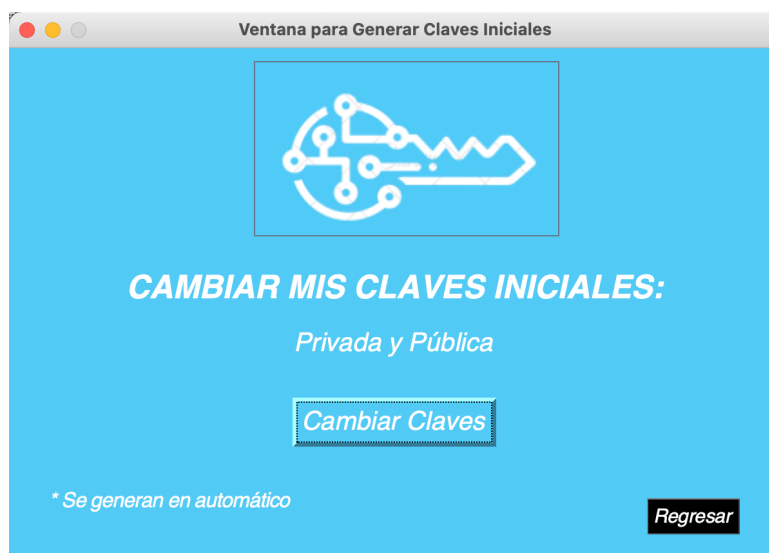 Ventana para Generar Claves Iniciales
CAMBIAR MIS CLAVES INICIALES:
Privada y Pública
Cambiar Claves
* Se generan en automático
Regresar